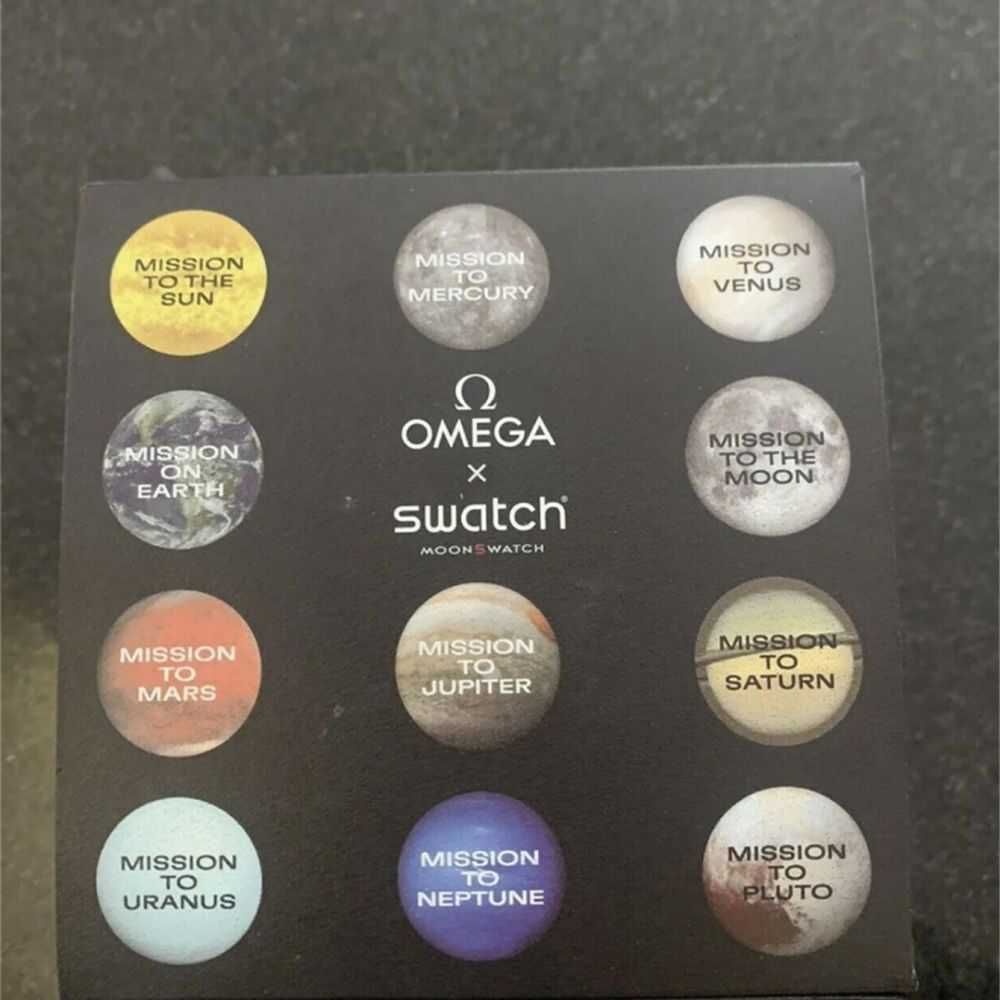 MISSION
TO THE
SUN
MISSION
TO
MERCURY
MISSION
TO
VENUS
MISSION
ON
EARTH
Ω
OMEGA
×
swatch®
MOONSWATCH
MISSION
TO THE
MOON
MISSION
TO
MARS
MISSION
TO
JUPITER
MISSION
TO
SATURN
MISSION
TO
URANUS
MISSION
TO
NEPTUNE
MISSION
TO
PLUTO